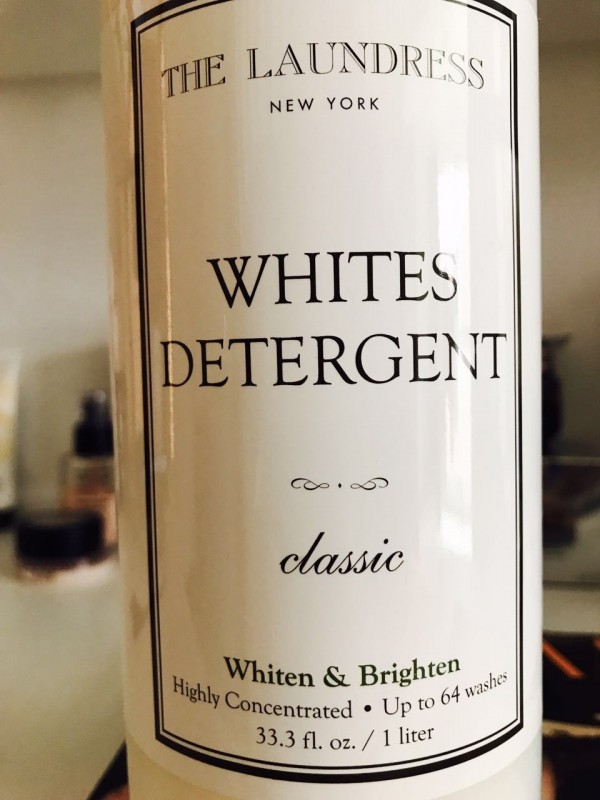 THE LAUNDRESS
NEW YORK
WHITES
DETERGENT
classic
Whiten & Brighten
Highly Concentrated • Up to 64 washes
33.3 fl. oz. / 1 liter